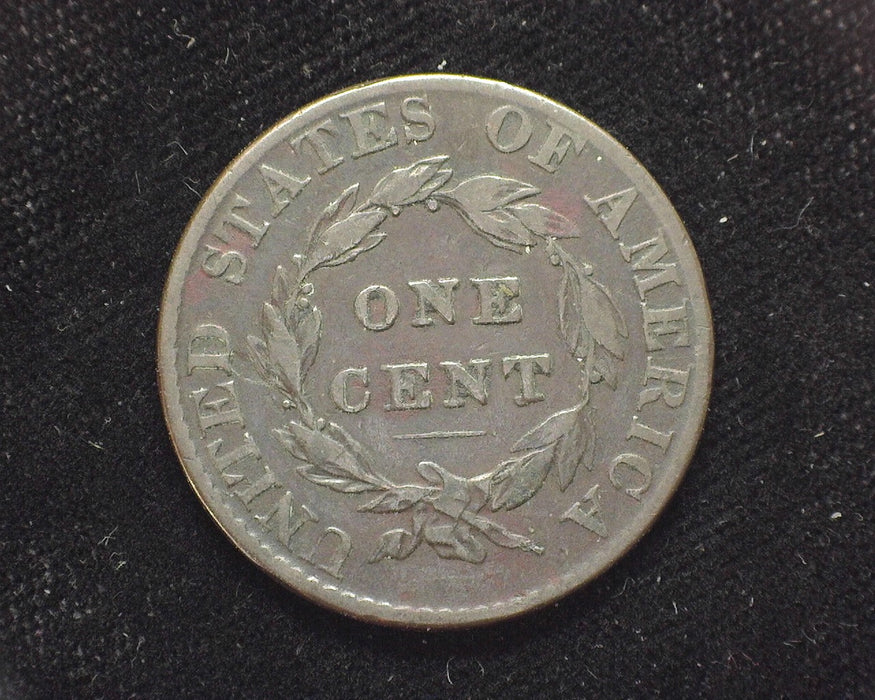 UNITED STATES OF AMERICA
ONE
CENT